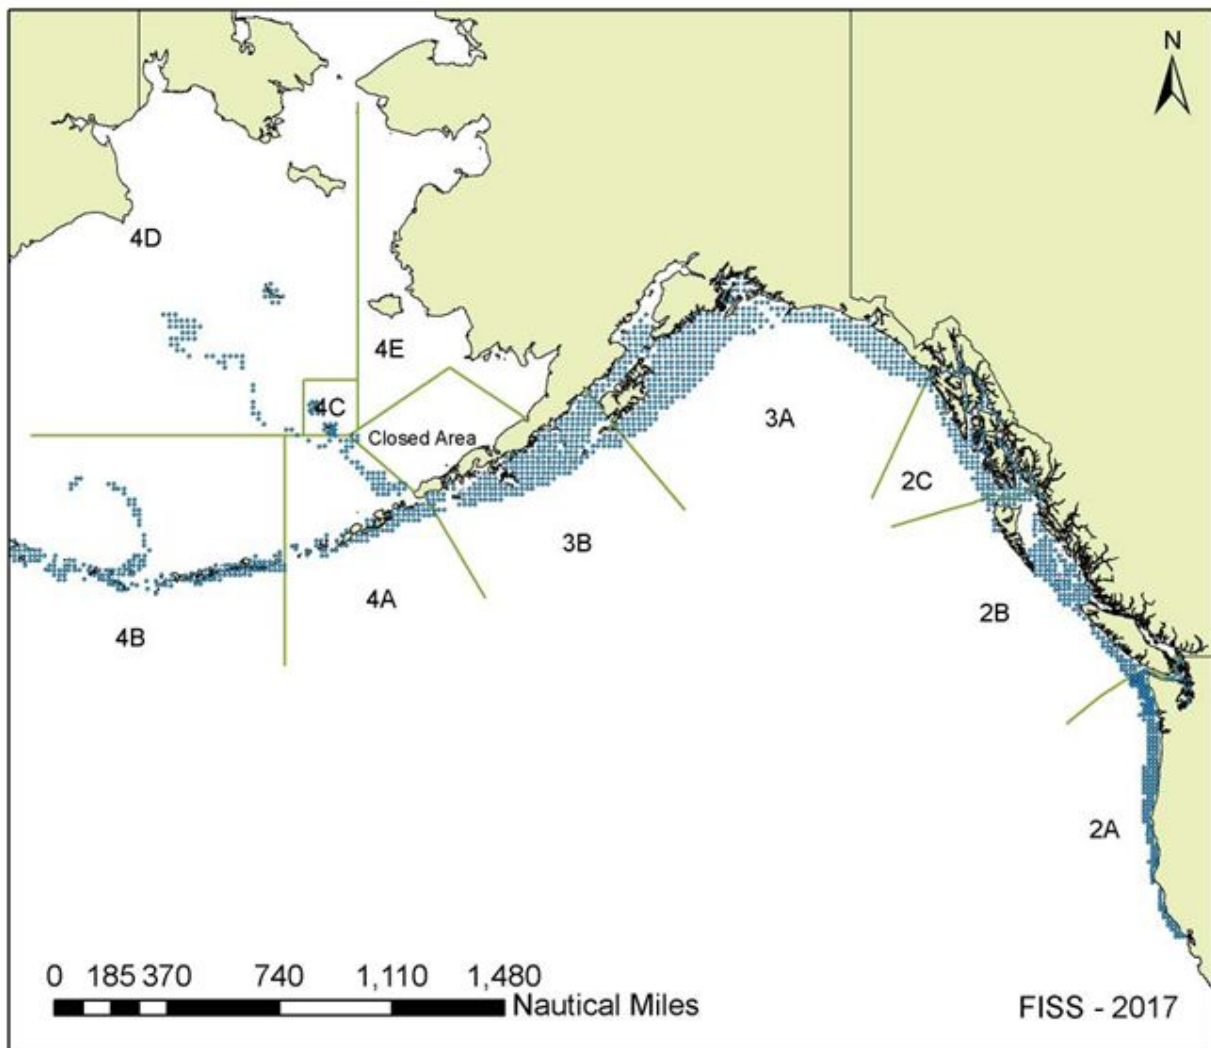 N
4D
4E
4C
Closed Area
3A
2C
3B
4A
2B
4B
2A
0 185 370 740 1,110 1,480
Nautical Miles
FISS - 2017